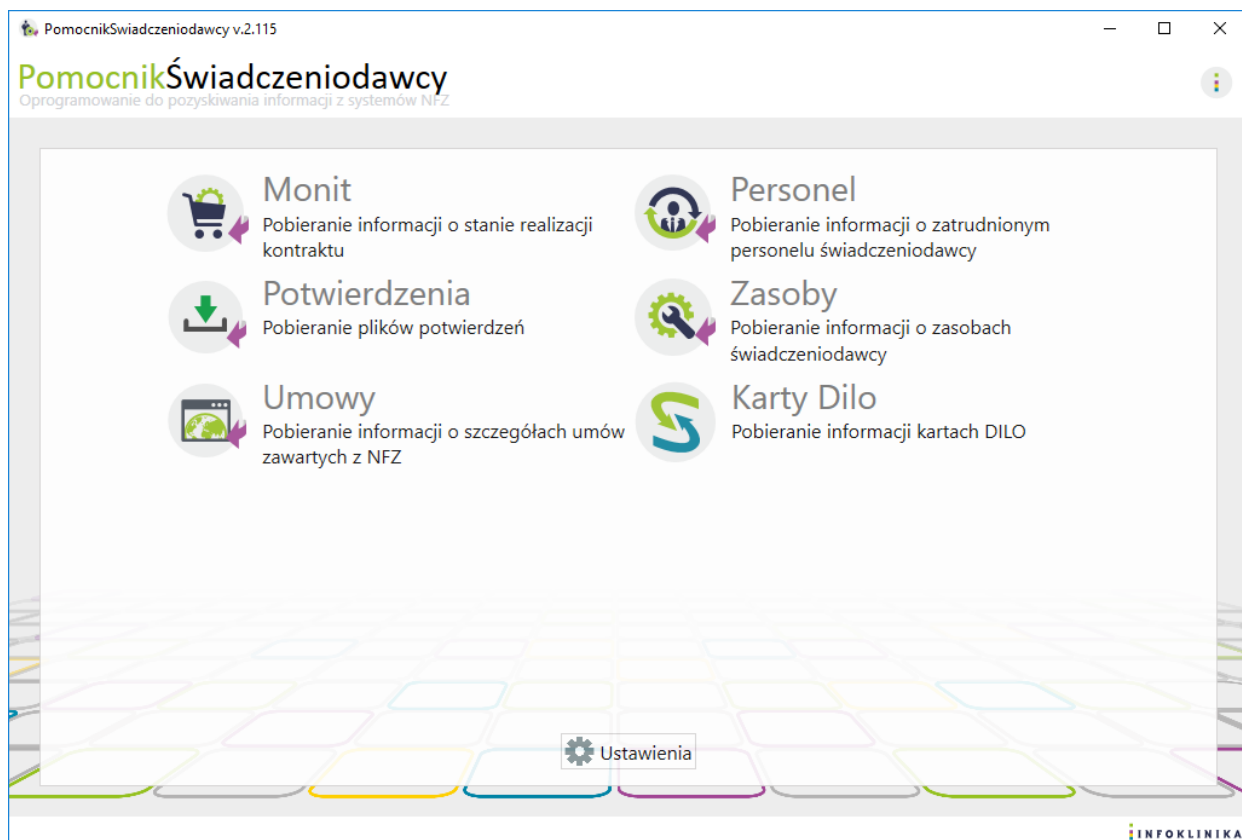 PomocnikSwiadczeniodawcy v.2.115
PomocnikŚwiadczeniodawcy
Oprogramowanie do pozyskiwania informacji z systemów NFZ
Monit
Pobieranie informacji o stanie realizacji
kontraktu
Personel
Pobieranie informacji o zatrudnionym
personelu świadczeniodawcy
Potwierdzenia
Pobieranie plików potwierdzeń
Zasoby
Pobieranie informacji o zasobach
świadczeniodawcy
Umowy
Pobieranie informacji o szczegółach umów
zawartych z NFZ
Karty Dilo
Pobieranie informacji kartach DILO
Ustawienia
INFOKLINIKA